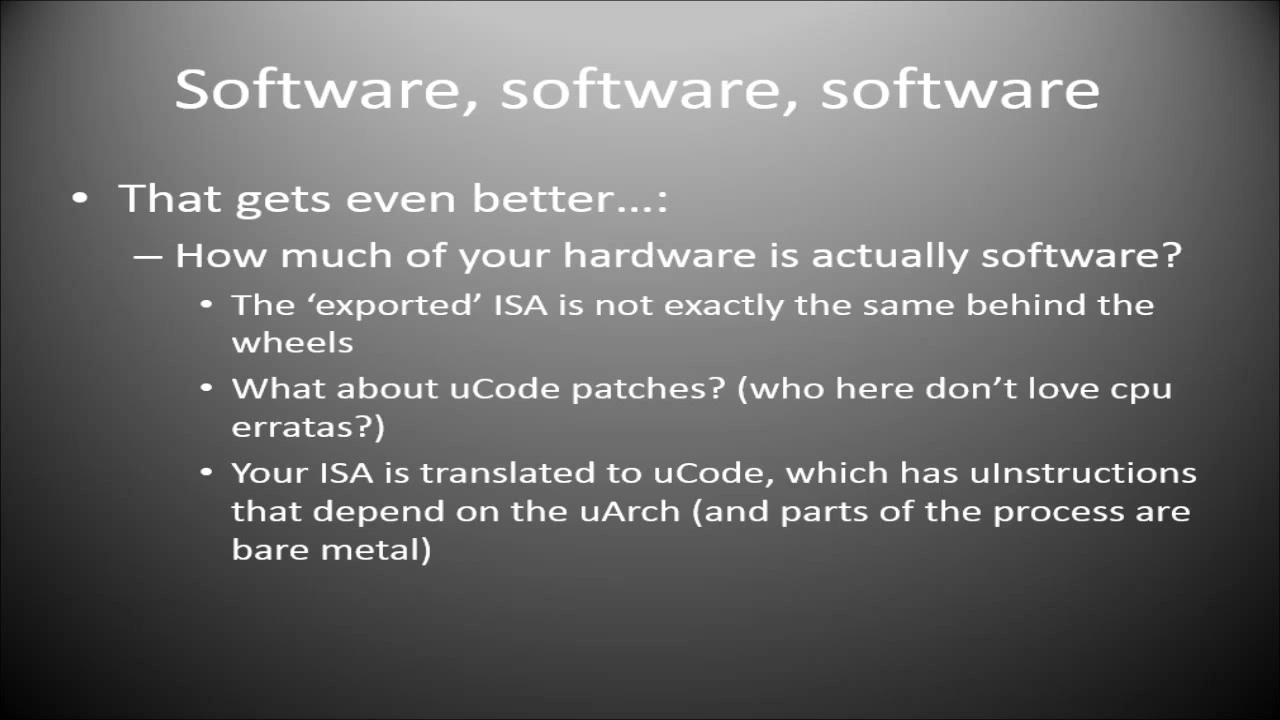 Software, software, software
• That gets even better...:
– How much of your hardware is actually software?
• The ‘exported’ ISA is not exactly the same behind the
wheels
• What about uCode patches? (who here don’t love cpu
erratas?)
• Your ISA is translated to uCode, which has uInstructions
that depend on the uArch (and parts of the process are
bare metal)